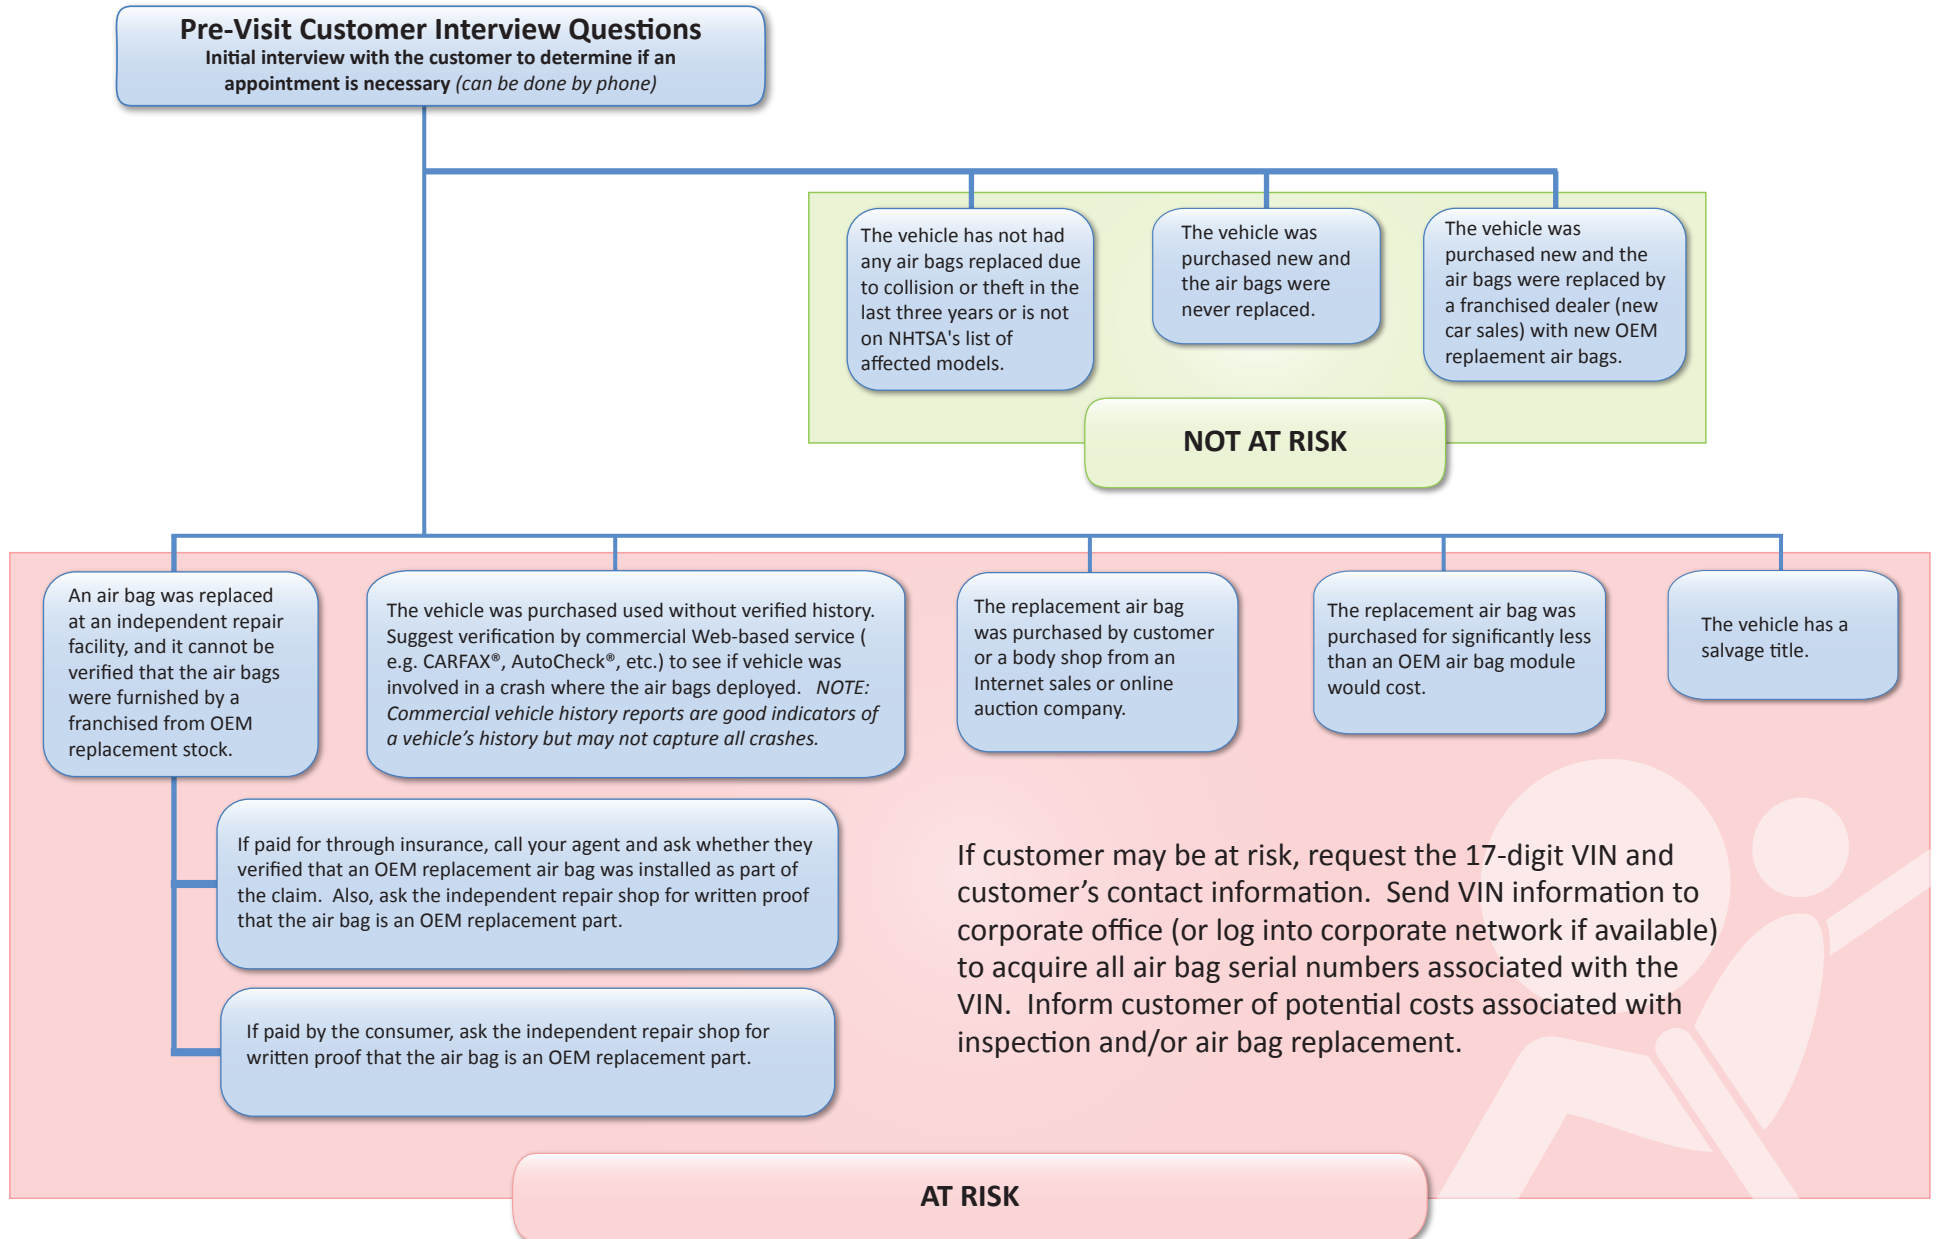 Pre-Visit Customer Interview Questions
Initial interview with the customer to determine if an
appointment is necessary (can be done by phone)
The vehicle has not had
any air bags replaced due
to collision or theft in the
last three years or is not
on NHTSA's list of
affected models.
The vehicle was
purchased new and
the air bags were
never replaced.
The vehicle was
purchased new and the
air bags were replaced by
a franchised dealer (new
car sales) with new OEM
replaement air bags.
NOT AT RISK
An air bag was replaced
at an independent repair
facility, and it cannot be
verified that the air bags
were furnished by a
franchised from OEM
replacement stock.
The vehicle was purchased used without verified history.
Suggest verification by commercial Web-based service (
e.g. CARFAX®, AutoCheck®, etc.) to see if vehicle was
involved in a crash where the air bags deployed. NOTE:
Commercial vehicle history reports are good indicators of
a vehicle's history but may not capture all crashes.
The replacement air bag
was purchased by customer
or a body shop from an
Internet sales or online
auction company.
The replacement air bag was
purchased for significantly less
than an OEM air bag module
would cost.
The vehicle has a
salvage title.
If paid for through insurance, call your agent and ask whether they
verified that an OEM replacement air bag was installed as part of
the claim. Also, ask the independent repair shop for written proof
that the air bag is an OEM replacement part.
If paid by the consumer, ask the independent repair shop for
written proof that the air bag is an OEM replacement part.
If customer may be at risk, request the 17-digit VIN and
customer's contact information. Send VIN information to
corporate office (or log into corporate network if available)
to acquire all air bag serial numbers associated with the
VIN. Inform customer of potential costs associated with
inspection and/or air bag replacement.
AT RISK